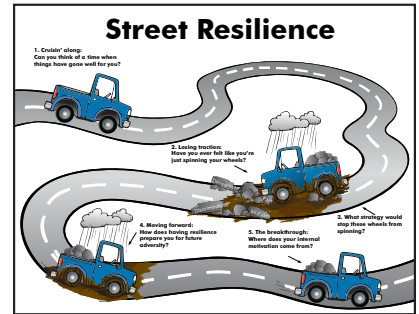 Street Resilience
1. Cruisin' along:
Can you think of a time when
things have gone well for you?
2. Losing traction:
Have you ever felt like you're
just spinning your wheels?
3. What strategy would
stop these wheels from
spinning?
4. Moving forward:
How does having resilience
prepare you for future
adversity?
5. The breakthrough:
Where does your internal
motivation come from?